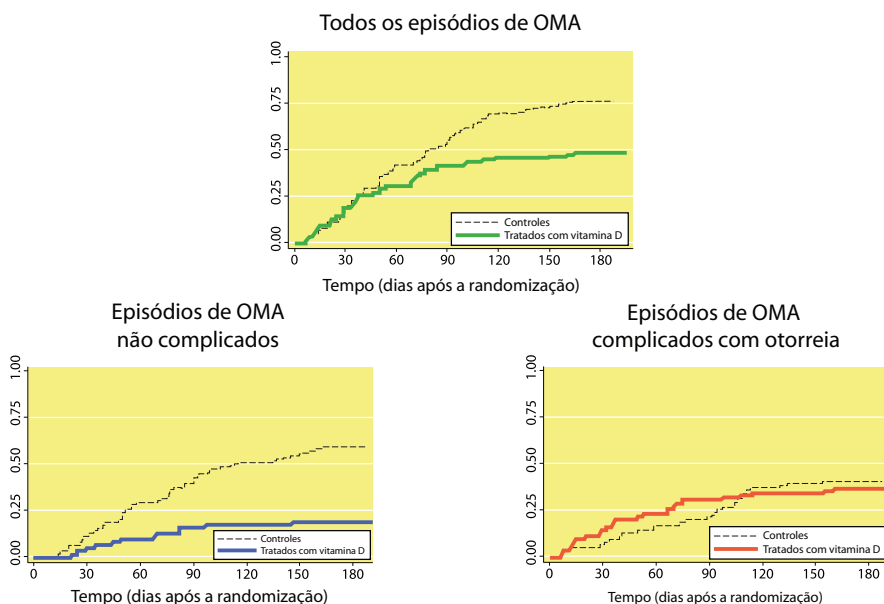 Todos os episódios de OMA
1.00
0.75
0.50
0.25
0.00
Controles
Tratados com vitamina D
0 30 60 90 120 150 180
Tempo (dias após a randomização)
Episódios de OMA
não complicados
1.00
0.75
0.50
0.25
0.00
Controles
Tratados com vitamina D
0 30 60 90 120 150 180
Tempo (dias após a randomização)
Episódios de OMA
complicados com otorreia
1.00
0.75
0.50
0.25
0.00
Controles
Tratados com vitamina D
0 30 60 90 120 150 180
Tempo (dias após a randomização)